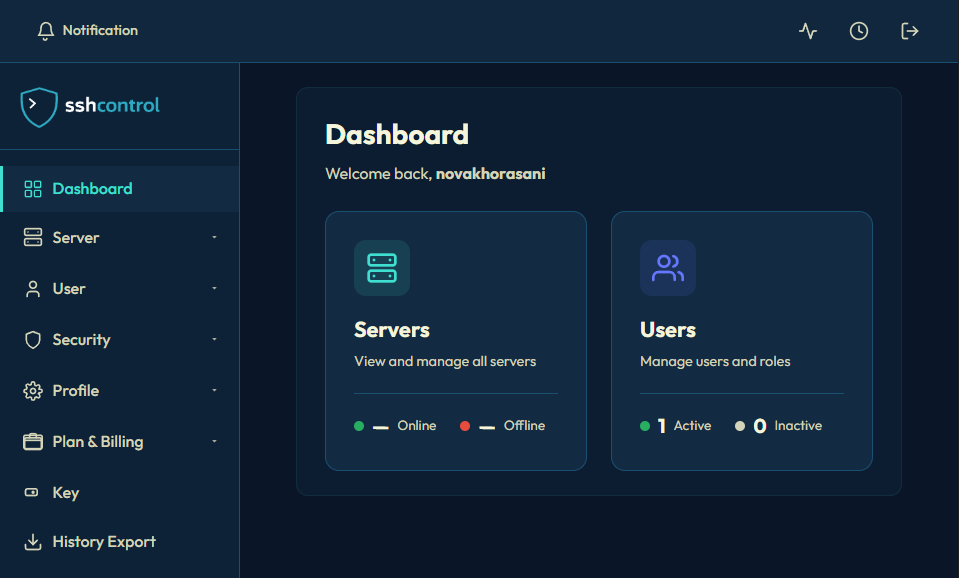 Notification
sshcontrol
Dashboard
Server
User
Security
Profile
Plan & Billing
Key
History Export
Dashboard
Welcome back, novakhorasani
Servers
View and manage all servers
— Online — Offline
Users
Manage users and roles
1 Active 0 Inactive